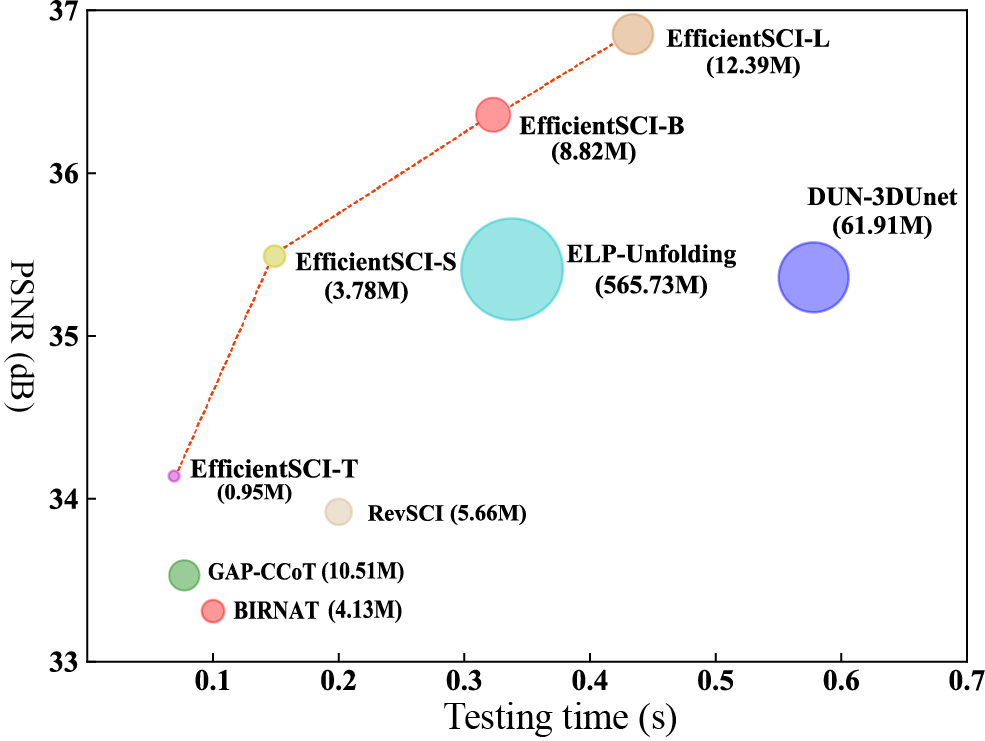 37
36
35
34
33
PSNR (dB)
EfficientSCI-L
(12.39M)
EfficientSCI-B
(8.82M)
DUN-3DUnet
(61.91M)
EfficientSCI-S
(3.78M)
ELP-Unfolding
(565.73M)
EfficientSCI-T
(0.95M)
RevSCI (5.66M)
GAP-CCoT (10.51M)
BIRNAT (4.13M)
0.1 0.2 0.3 0.4 0.5 0.6 0.7
Testing time (s)